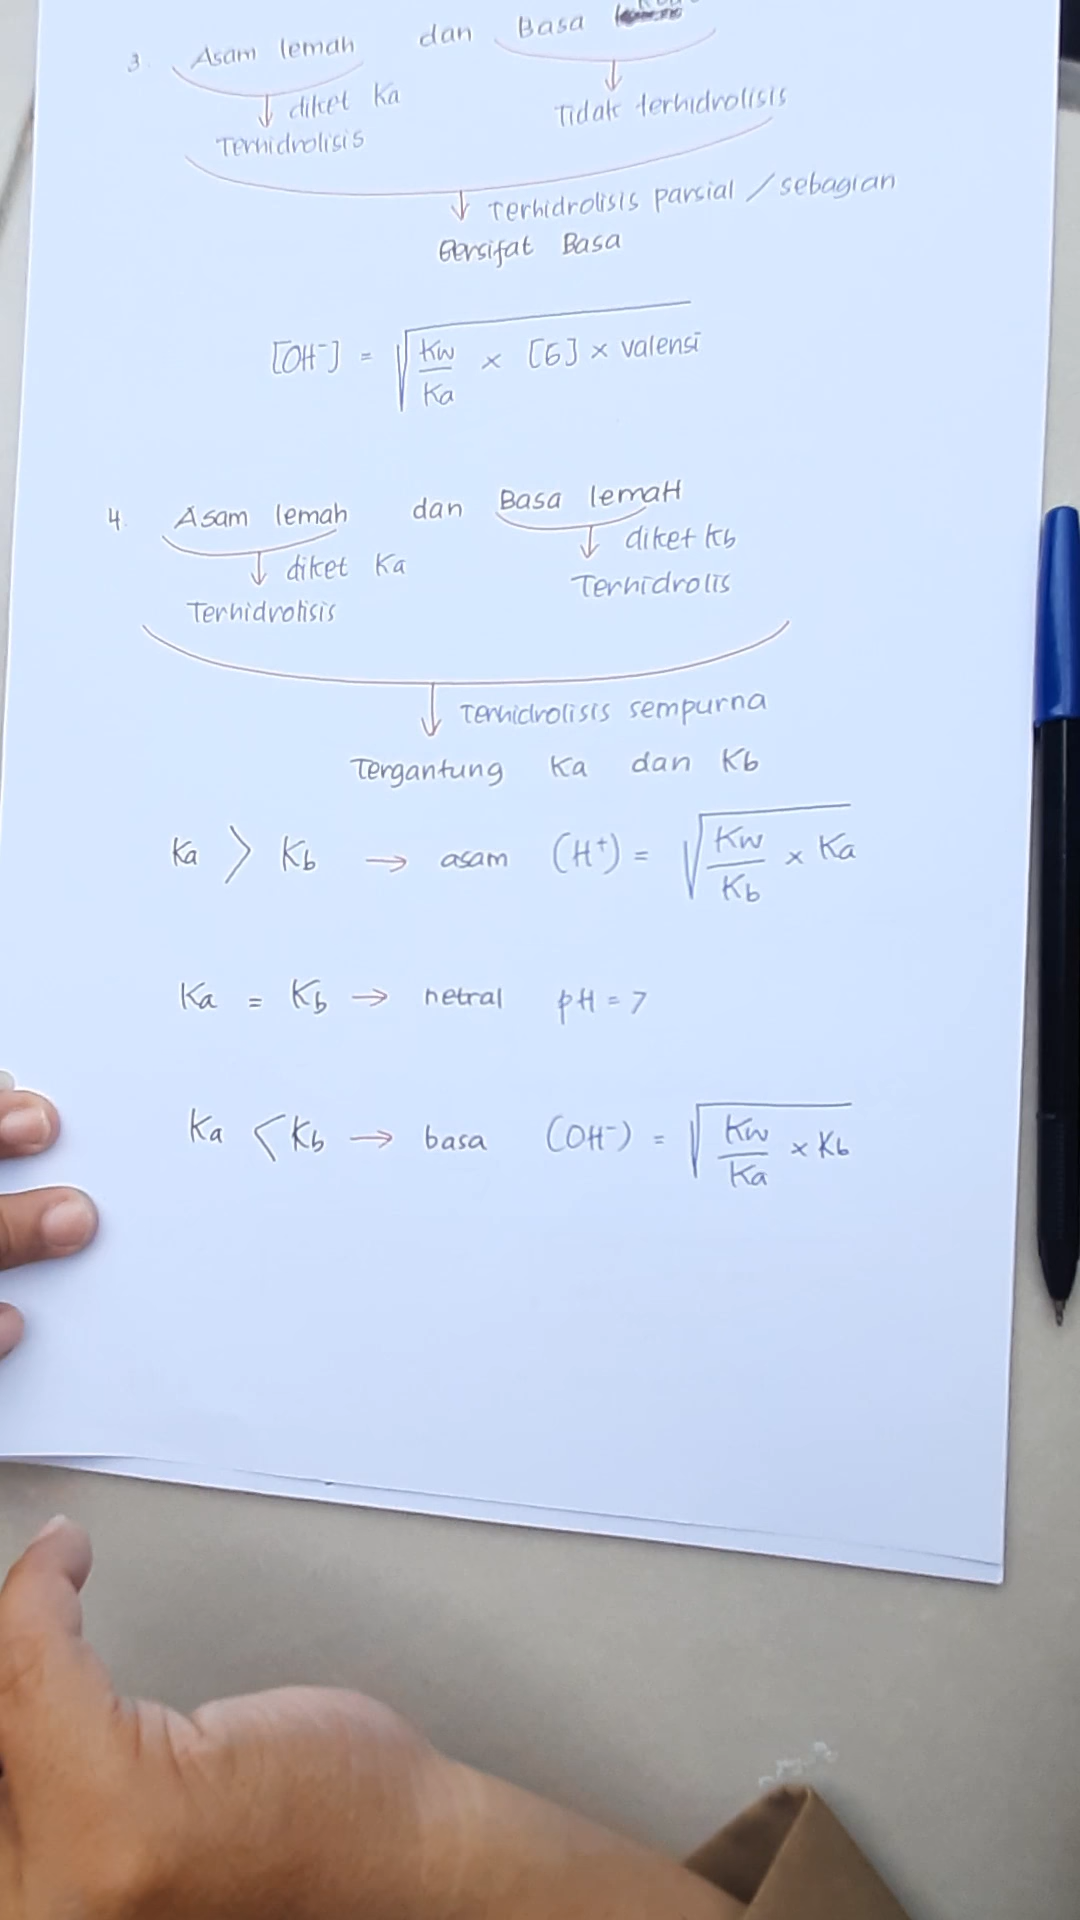 3. Asam lemah dan Basa
↓ diket Ka ↓
Terhidrolisis Tidak terhidrolisis
↓ Terhidrolisis parsial / sebagian
Bersifat Basa
[OH⁻] = √(Kw/Ka × [G] × valensi)
4. Asam lemah dan Basa lemaH
↓ diket Ka ↓ diket Kb
Terhidrolisis Terhidrolis
↓ Terhidrolisis sempurna
Tergantung Ka dan Kb
Ka > Kb → asam (H⁺) = √(Kw/Kb × Ka)
Ka = Kb → netral pH = 7
Ka < Kb → basa (OH⁻) = √(Kw/Ka × Kb)